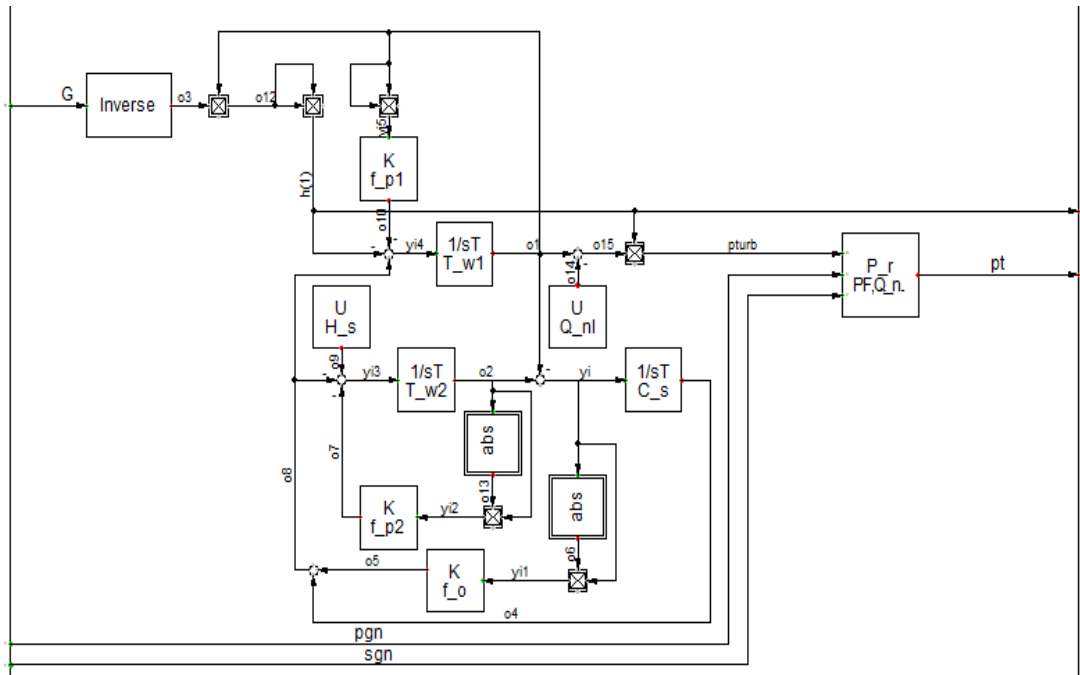 G
Inverse
o3
o12
yi5
K
f_p1
h(1)
o10
yi4
1/sT
T_w1
o1
o15
pturb
P_r
PF,Q_n.
pt
o14
U
H_s
U
Q_nl
o9
yi3
1/sT
T_w2
o2
yi
1/sT
C_s
abs
o7
o8
o13
abs
K
f_p2
yi2
o6
o5
K
f_o
yi1
o4
pgn
sgn